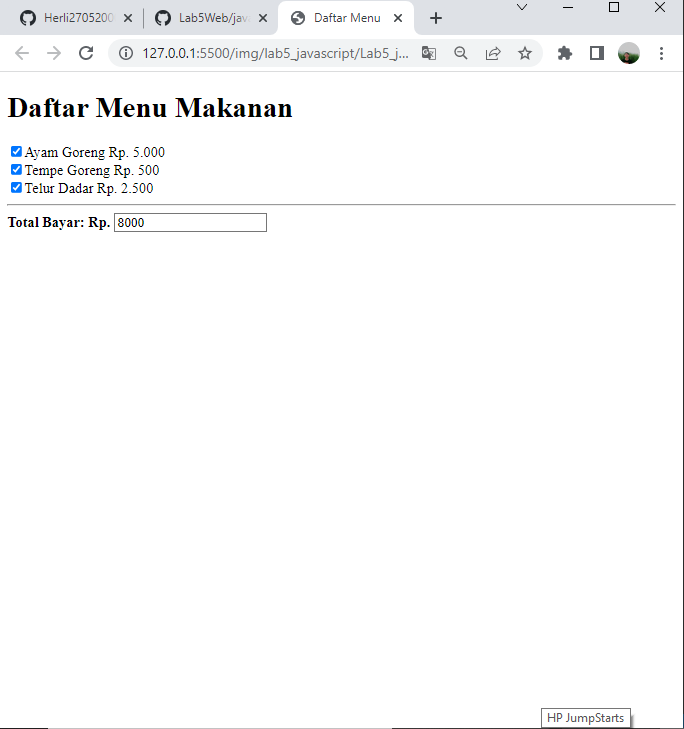 Herli2705200
Lab5Web/jav
Daftar Menu
127.0.0.1:5500/img/lab5_javascript/Lab5_j...
Daftar Menu Makanan
Ayam Goreng Rp. 5.000
Tempe Goreng Rp. 500
Telur Dadar Rp. 2.500
Total Bayar: Rp. 8000
HP JumpStarts